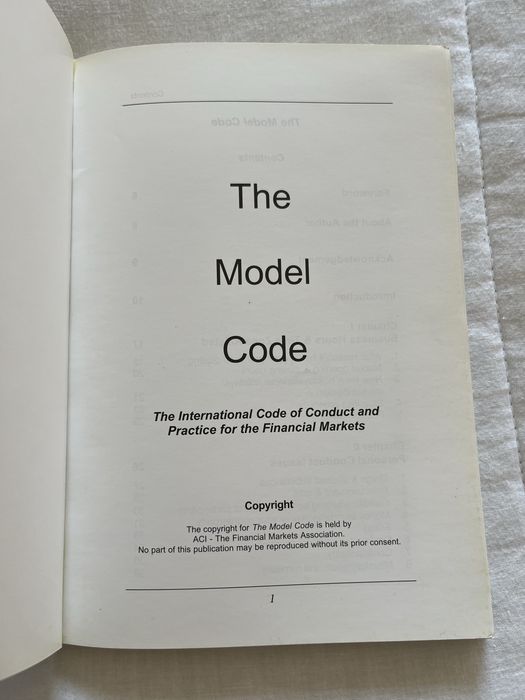 The
Model
Code
The International Code of Conduct and
Practice for the Financial Markets
Copyright
The copyright for The Model Code is held by
ACI - The Financial Markets Association.
No part of this publication may be reproduced without its prior consent.
1